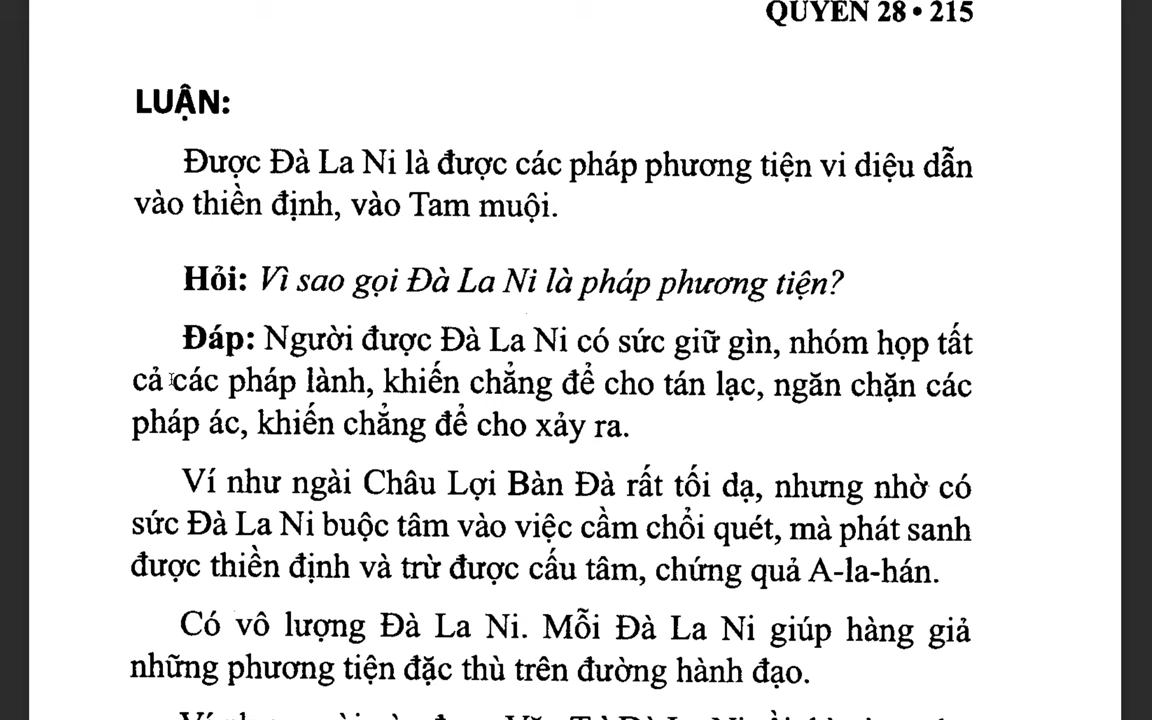 QUYỂN 28 • 215
LUẬN:
Được Đà La Ni là được các pháp phương tiện vi diệu dẫn
vào thiền định, vào Tam muội.
Hỏi: Vì sao gọi Đà La Ni là pháp phương tiện?
Đáp: Người được Đà La Ni có sức giữ gìn, nhóm họp tất
cả các pháp lành, khiến chẳng để cho tán lạc, ngăn chặn các
pháp ác, khiến chẳng để cho xảy ra.
Ví như ngài Châu Lợi Bàn Đà rất tối dạ, nhưng nhờ có
sức Đà La Ni buộc tâm vào việc cầm chổi quét, mà phát sanh
được thiền định và trừ được cấu tâm, chứng quả A-la-hán.
Có vô lượng Đà La Ni. Mỗi Đà La Ni giúp hàng giả
những phương tiện đặc thù trên đường hành đạo.